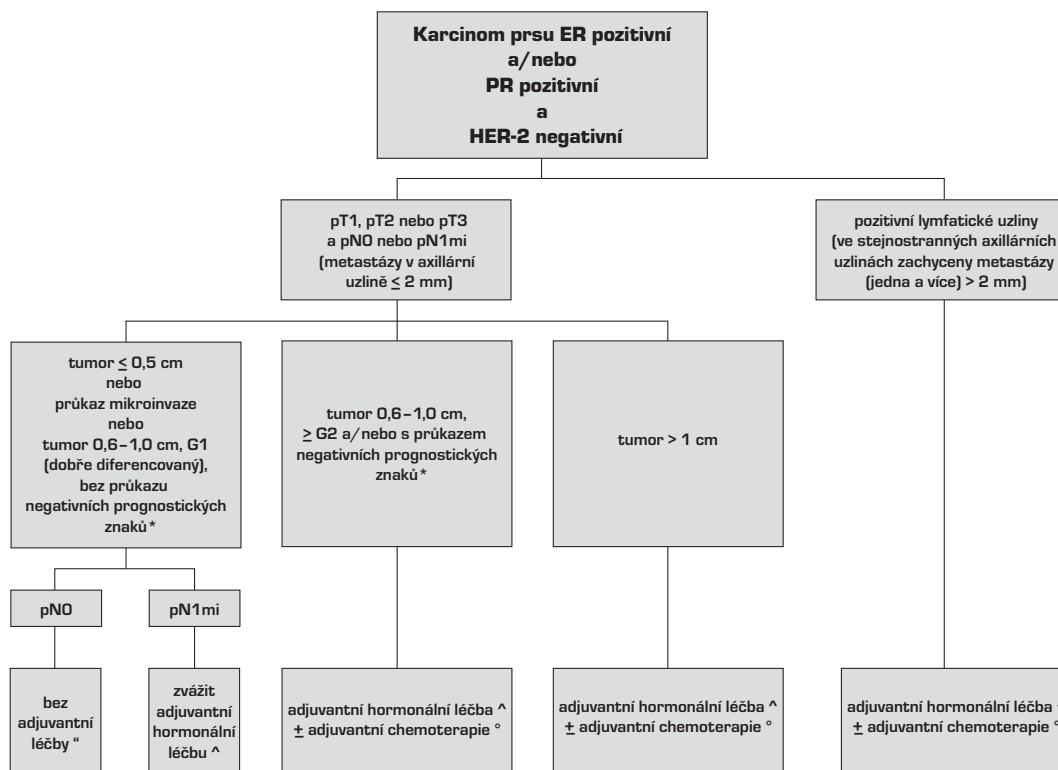 Karcinom prsu ER pozitivní
a/nebo
PR pozitivní
a
HER-2 negativní
pT1, pT2 nebo pT3
a pN0 nebo pN1mi
(metastázy v axillární
uzlině ≤ 2 mm)
pozitivní lymfatické uzliny
(ve stejnostranných axillárních
uzlinách zachyceny metastázy
(jedna a více) > 2 mm)
tumor ≤ 0,5 cm
nebo
průkaz mikroinvaze
nebo
tumor 0,6–1,0 cm, G1
(dobře diferencovaný),
bez průkazu
negativních prognostických
znaků*
tumor 0,6–1,0 cm,
≥ G2 a/nebo s průkazem
negativních prognostických
znaků*
tumor > 1 cm
pN0
pN1mi
bez
adjuvantní
léčby “
zvážit
adjuvantní
hormonální
léčbu ^
adjuvantní hormonální léčba ^
± adjuvantní chemoterapie °
adjuvantní hormonální léčba ^
± adjuvantní chemoterapie °
adjuvantní hormonální léčba
± adjuvantní chemoterapie °